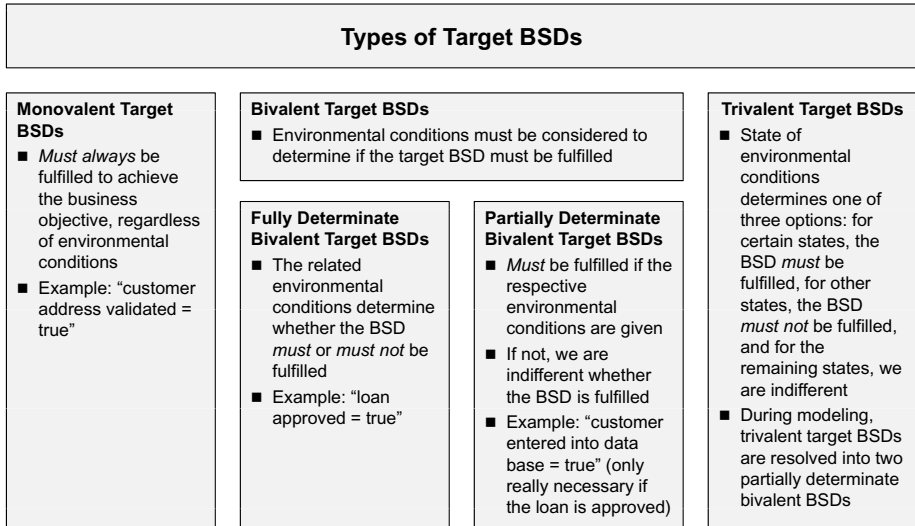 Types of Target BSDs
Monovalent Target
BSDs
■ Must always be
fulfilled to achieve
the business
objective, regardless
of environmental
conditions
■ Example: “customer
address validated =
true”
Bivalent Target BSDs
■ Environmental conditions must be considered to
determine if the target BSD must be fulfilled
Fully Determinate
Bivalent Target BSDs
■ The related
environmental
conditions determine
whether the BSD
must or must not be
fulfilled
■ Example: “loan
approved = true”
Partially Determinate
Bivalent Target BSDs
■ Must be fulfilled if the
respective
environmental
conditions are given
■ If not, we are
indifferent whether
the BSD is fulfilled
■ Example: “customer
entered into data
base = true” (only
really necessary if
the loan is approved)
Trivalent Target BSDs
■ State of
environmental
conditions
determines one of
three options: for
certain states, the
BSD must be
fulfilled, for other
states, the BSD
must not be fulfilled,
and for the
remaining states, we
are indifferent
■ During modeling,
trivalent target BSDs
are resolved into two
partially determinate
bivalent BSDs